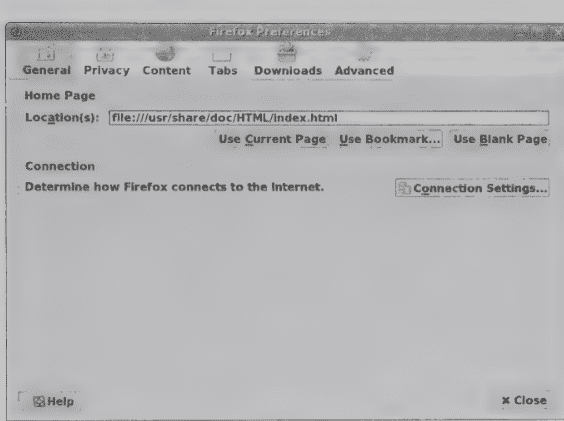 Firefox Preferences
General Privacy Content Tabs Downloads Advanced
Home Page
Location(s): file:///usr/share/doc/HTML/index.html
Use Current Page Use Bookmark... Use Blank Page
Connection
Determine how Firefox connects to the Internet.
Connection Settings...
Help
Close